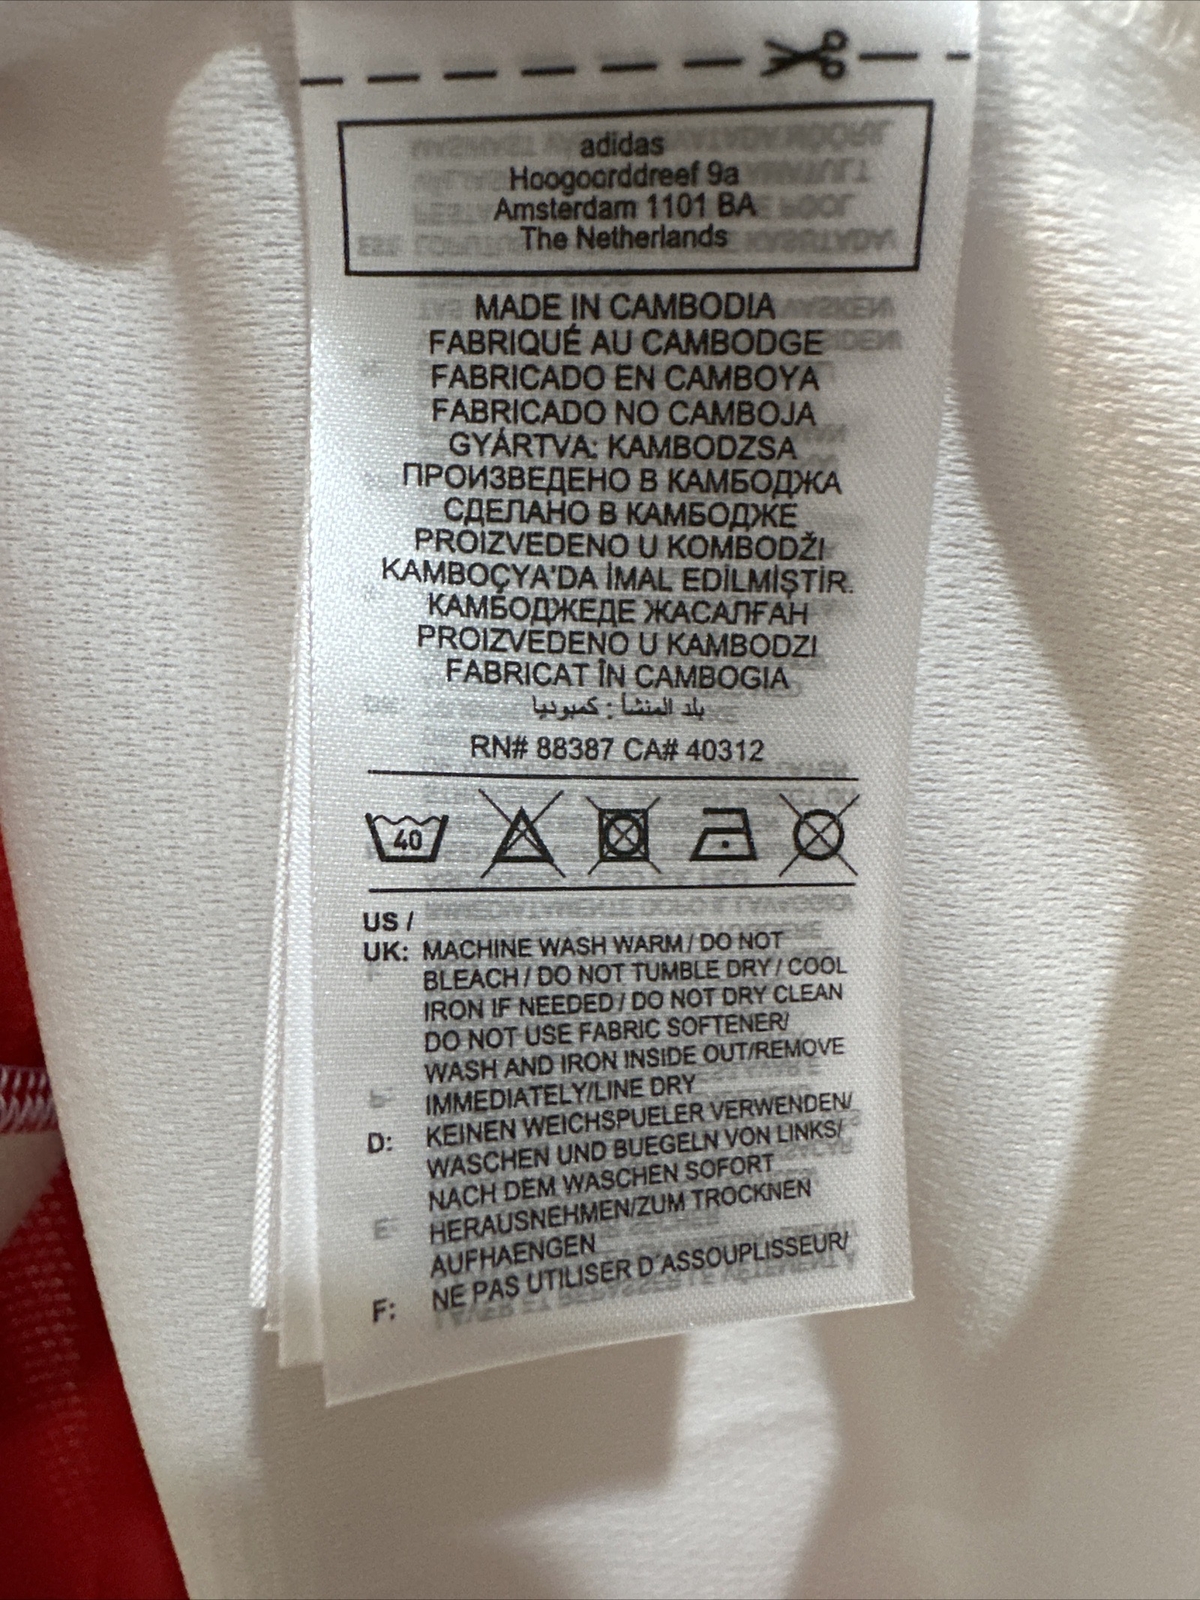 adidas
Hoogoorddreef 9a
Amsterdam 1101 BA
The Netherlands
MADE IN CAMBODIA
FABRIQUÉ AU CAMBODGE
FABRICADO EN CAMBOYA
FABRICADO NO CAMBOJA
GYÁRTVA: KAMBODZSA
ПРОИЗВЕДЕНО В КАМБОДЖА
СДЕЛАНО В КАМБОДЖЕ
PROIZVEDENO U KOMBODŽI
KAMBOÇYA'DA İMAL EDİLMİŞTİR.
КАМБОДЖЕДЕ ЖАСАЛҒАН
PROIZVEDENO U KAMBODZI
FABRICAT ÎN CAMBOGIA
بلد المنشأ : كمبوديا
RN# 88387 CA# 40312
40
US /
UK: MACHINE WASH WARM / DO NOT
BLEACH / DO NOT TUMBLE DRY / COOL
IRON IF NEEDED / DO NOT DRY CLEAN
DO NOT USE FABRIC SOFTENER/
WASH AND IRON INSIDE OUT/REMOVE
IMMEDIATELY/LINE DRY
D: KEINEN WEICHSPUELER VERWENDEN/
WASCHEN UND BUEGELN VON LINKS/
NACH DEM WASCHEN SOFORT
HERAUSNEHMEN/ZUM TROCKNEN
AUFHAENGEN
F: NE PAS UTILISER D´ASSOUPLISSEUR/